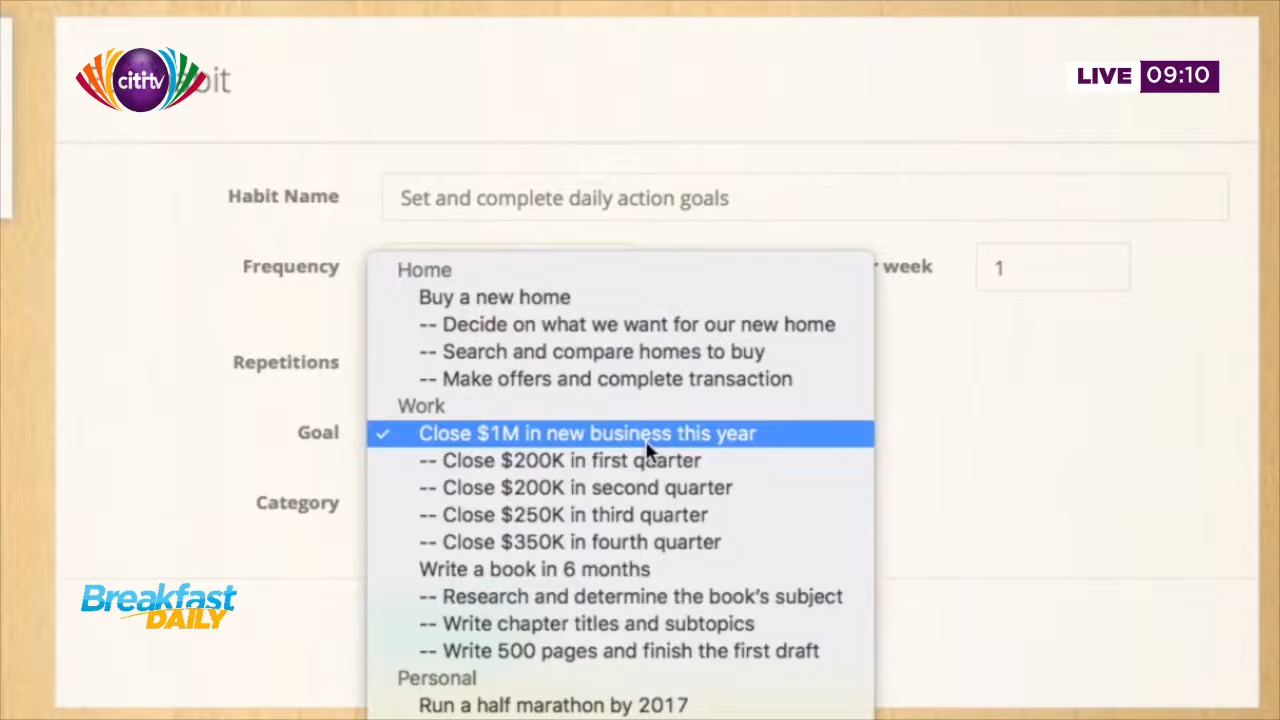 cititv
bit
LIVE 09:10
Habit Name
Set and complete daily action goals
Frequency
week
1
Repetitions
Goal
Category
Home
Buy a new home
-- Decide on what we want for our new home
-- Search and compare homes to buy
-- Make offers and complete transaction
Work
✓ Close $1M in new business this year
-- Close $200K in first quarter
-- Close $200K in second quarter
-- Close $250K in third quarter
-- Close $350K in fourth quarter
Write a book in 6 months
-- Research and determine the book's subject
-- Write chapter titles and subtopics
-- Write 500 pages and finish the first draft
Personal
Run a half marathon by 2017
Breakfast
DAILY